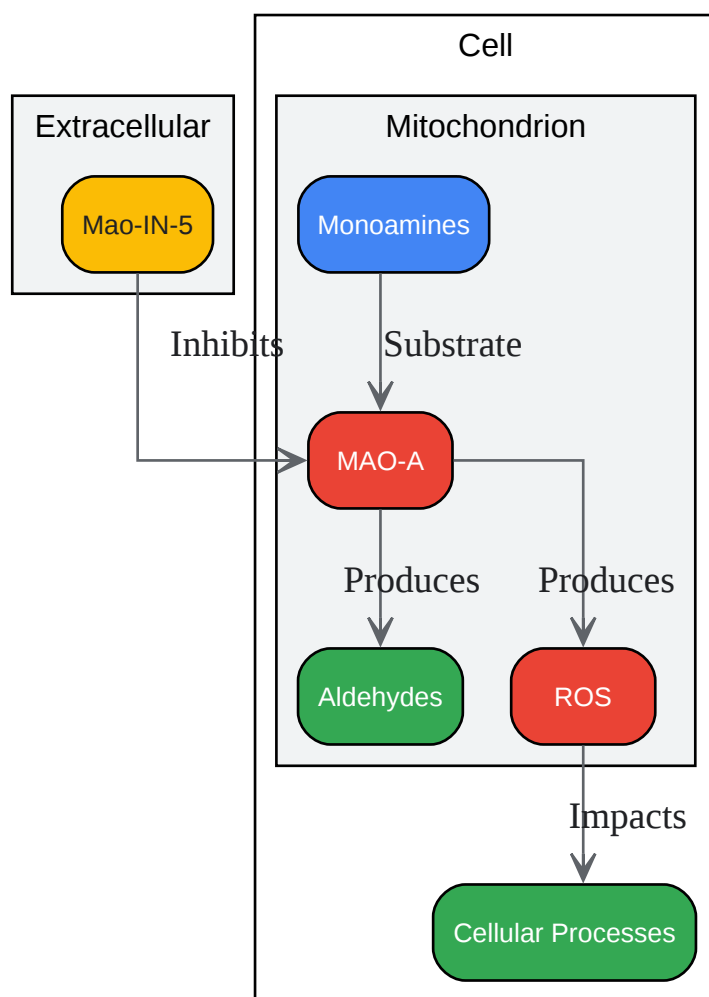 Cell
Extracellular
Mitochondrion
Mao-IN-5
Monoamines
Inhibits
Substrate
MAO-A
Produces
Produces
Aldehydes
ROS
Impacts
Cellular Processes